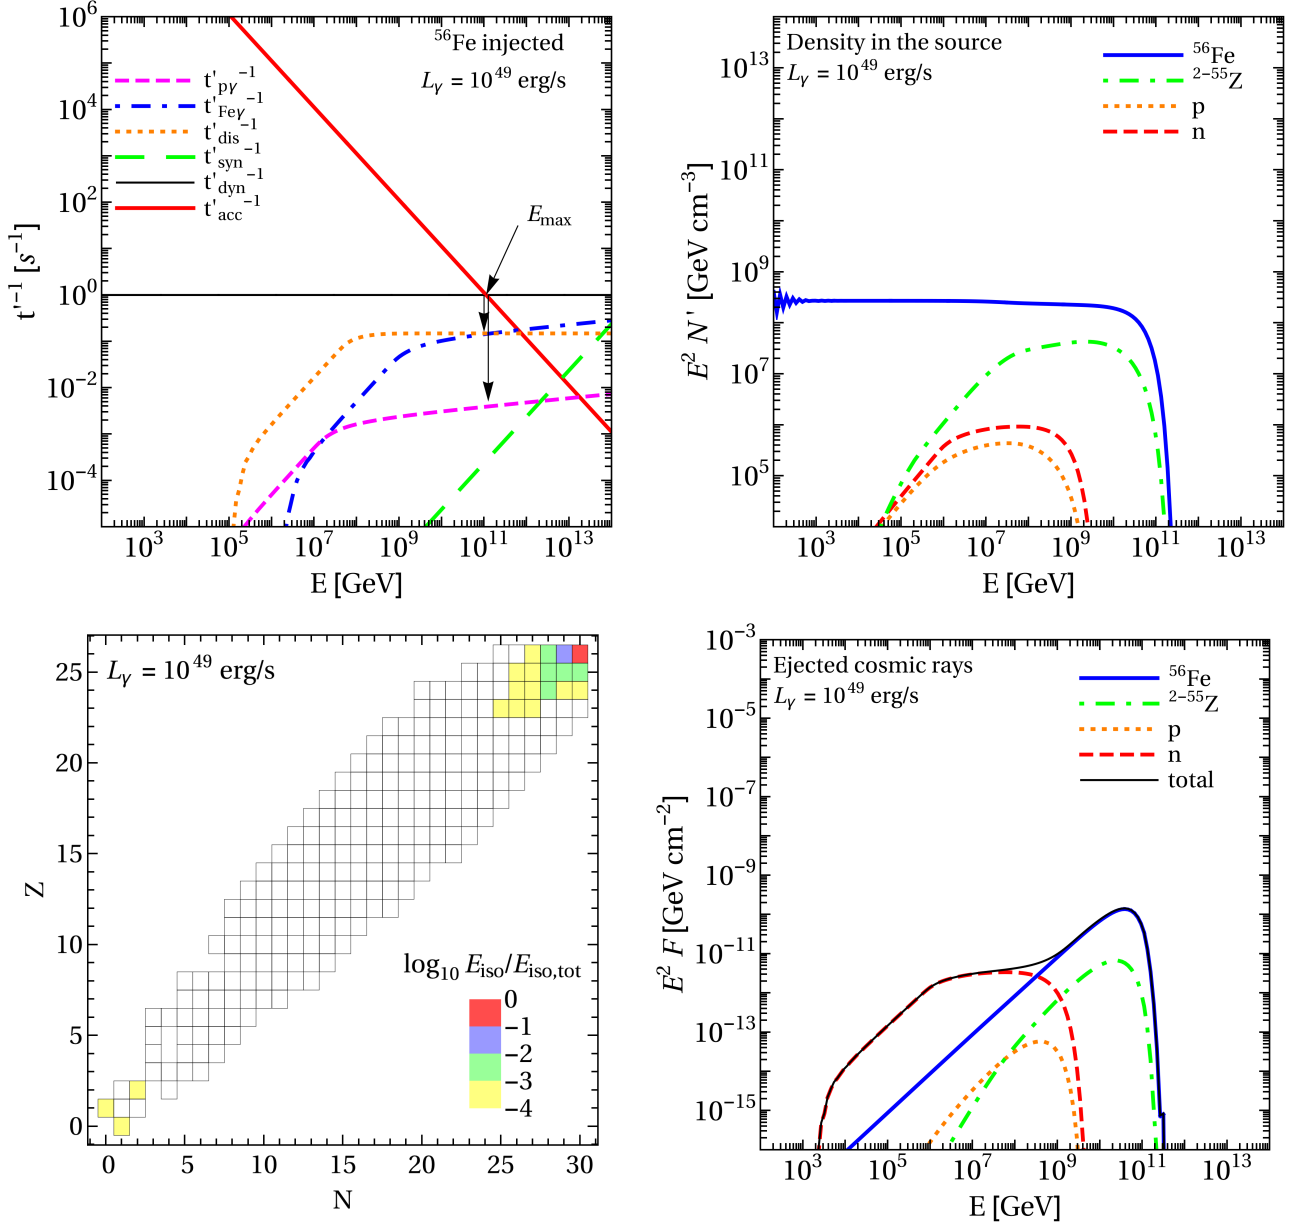 ⁵⁶Fe injected
L_γ = 10⁴⁹ erg/s
t'_pγ⁻¹
t'_Feγ⁻¹
t'_dis⁻¹
t'_syn⁻¹
t'_dyn⁻¹
t'_acc⁻¹
E_max
t'⁻¹ [s⁻¹]
10⁶
10⁴
10²
10⁰
10⁻²
10⁻⁴
10³ 10⁵ 10⁷ 10⁹ 10¹¹ 10¹³
E [GeV]
Density in the source
L_γ = 10⁴⁹ erg/s
⁵⁶Fe
²⁻⁵⁵Z
p
n
E² N' [GeV cm⁻³]
10¹³
10¹¹
10⁹
10⁷
10⁵
10³ 10⁵ 10⁷ 10⁹ 10¹¹ 10¹³
E [GeV]
L_γ = 10⁴⁹ erg/s
Z
25
20
15
10
5
0
log₁₀ E_iso/E_iso,tot
0
-1
-2
-3
-4
0 5 10 15 20 25 30
N
Ejected cosmic rays
L_γ = 10⁴⁹ erg/s
⁵⁶Fe
²⁻⁵⁵Z
p
n
total
E² F [GeV cm⁻²]
10⁻³
10⁻⁵
10⁻⁷
10⁻⁹
10⁻¹¹
10⁻¹³
10⁻¹⁵
10³ 10⁵ 10⁷ 10⁹ 10¹¹ 10¹³
E [GeV]